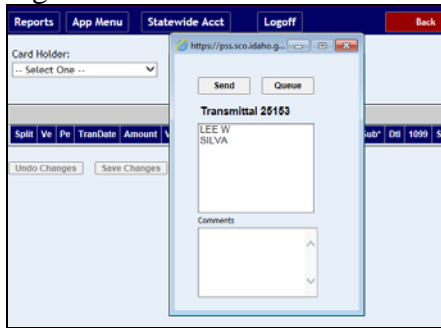 Reports App Menu Statewide Acct Logoff Back
Card Holder:
-- Select One --
https://pss.sco.idaho.g...
Send Queue
Transmittal 25153
LEE W
SILVA
Split Ve Pe TranDate Amount Sub* Dtl 1099
Undo Changes Save Changes
Comments